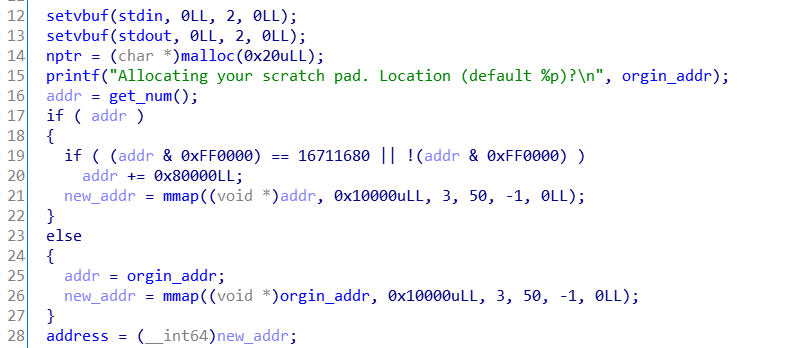 12 setvbuf(stdin, 0LL, 2, 0LL);
13 setvbuf(stdout, 0LL, 2, 0LL);
14 nptr = (char *)malloc(0x20uLL);
15 printf("Allocating your scratch pad. Location (default %p)?\n", orgin_addr);
16 addr = get_num();
17 if ( addr )
18 {
19 if ( (addr & 0xFF0000) == 16711680 || !(addr & 0xFF0000) )
20 addr += 0x80000LL;
21 new_addr = mmap((void *)addr, 0x10000uLL, 3, 50, -1, 0LL);
22 }
23 else
24 {
25 addr = orgin_addr;
26 new_addr = mmap((void *)orgin_addr, 0x10000uLL, 3, 50, -1, 0LL);
27 }
28 address = (__int64)new_addr;